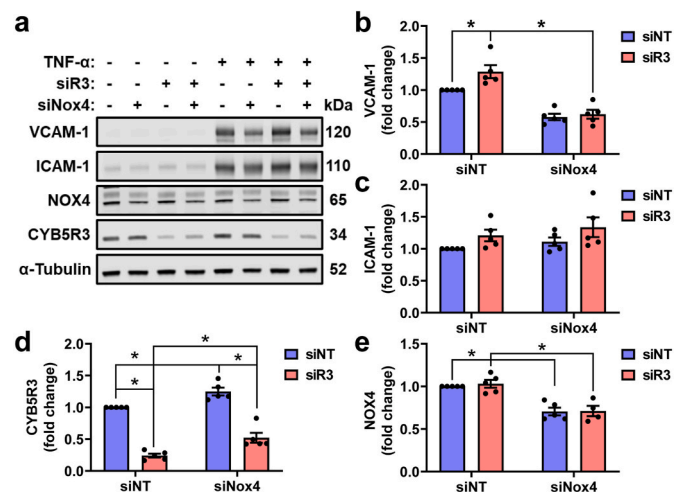 a
TNF-α: - - - - + + + +
siR3: - - + + - - + +
siNox4: - + - + - + - + kDa
VCAM-1 120
ICAM-1 110
NOX4 65
CYB5R3 34
α-Tubulin 52
b
VCAM-1
(fold change)
2.0
1.5
1.0
0.5
0.0
* *
siNT siNox4
siNT
siR3
c
ICAM-1
(fold change)
2.0
1.5
1.0
0.5
0.0
siNT siNox4
siNT
siR3
d
CYB5R3
(fold change)
2.0
1.5
1.0
0.5
0.0
*
* *
*
siNT siNox4
siNT
siR3
e
NOX4
(fold change)
1.5
1.0
0.5
0.0
* *
siNT siNox4
siNT
siR3